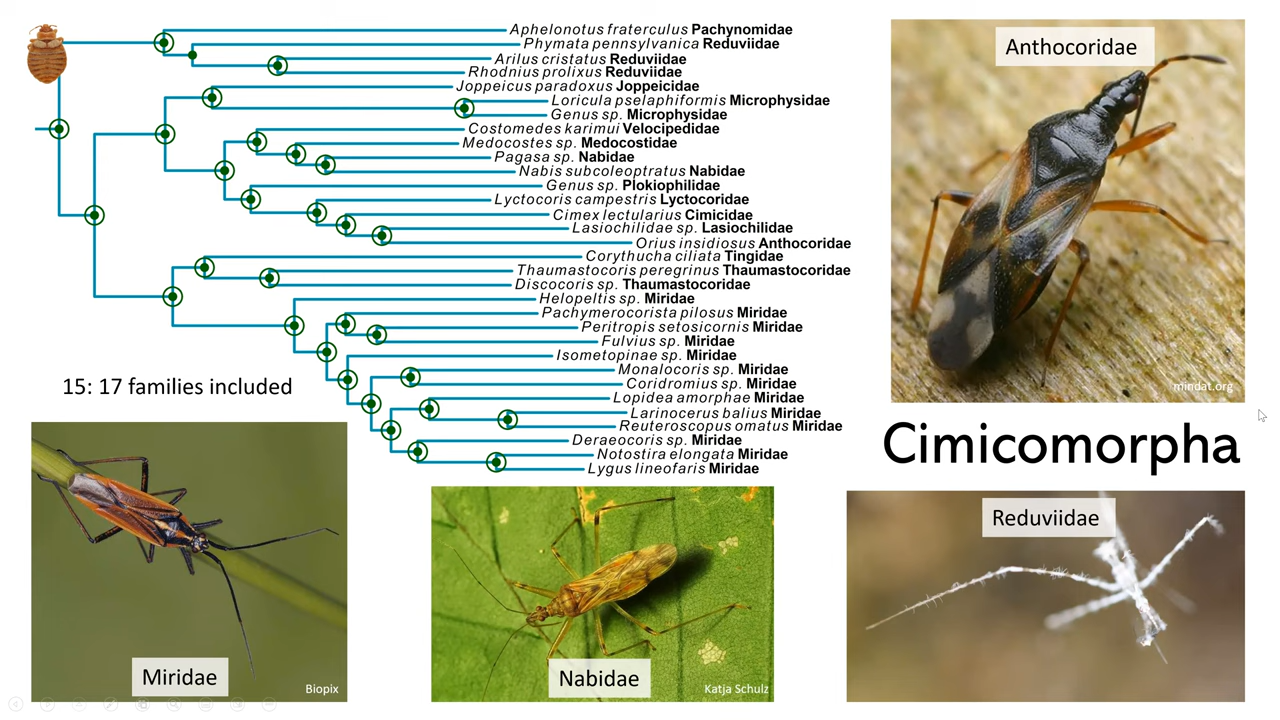 Aphelonotus fraterculus Pachynomidae
Phymata pennsylvanica Reduviidae
Arilus cristatus Reduviidae
Rhodnius prolixus Reduviidae
Joppeicus paradoxus Joppeicidae
Loricula pselaphiformis Microphysidae
Genus sp. Microphysidae
Costomedes karimui Velocipedidae
Medocostes sp. Medocostidae
Pagasa sp. Nabidae
Nabis subcoleoptratus Nabidae
Genus sp. Plokiophilidae
Lyctocoris campestris Lyctocoridae
Cimex lectularius Cimicidae
Lasiochilidae sp. Lasiochilidae
Orius insidiosus Anthocoridae
Corythucha ciliata Tingidae
Thaumastocoris peregrinus Thaumastocoridae
Discocoris sp. Thaumastocoridae
Helopeltis sp. Miridae
Pachymerocorista pilosus Miridae
Peritropis setosicornis Miridae
Fulvius sp. Miridae
Isometopinae sp. Miridae
Monalocoris sp. Miridae
Coridromius sp. Miridae
Lopidea amorphae Miridae
Larinocerus balius Miridae
Reuteroscopus omatus Miridae
Deraeocoris sp. Miridae
Notostira elongata Miridae
Lygus lineofaris Miridae
15: 17 families included
Anthocoridae
mindat.org
Cimicomorpha
Miridae
Biopix
Nabidae
Katja Schulz
Reduviidae